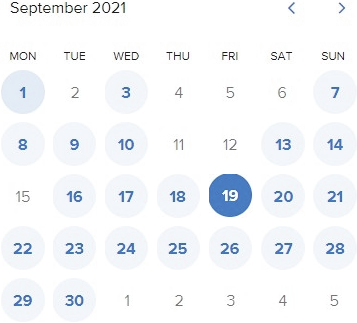 September 2021
MON TUE WED THU FRI SAT SUN
1 2 3 4 5 6 7
8 9 10 11 12 13 14
15 16 17 18 19 20 21
22 23 24 25 26 27 28
29 30 1 2 3 4 5